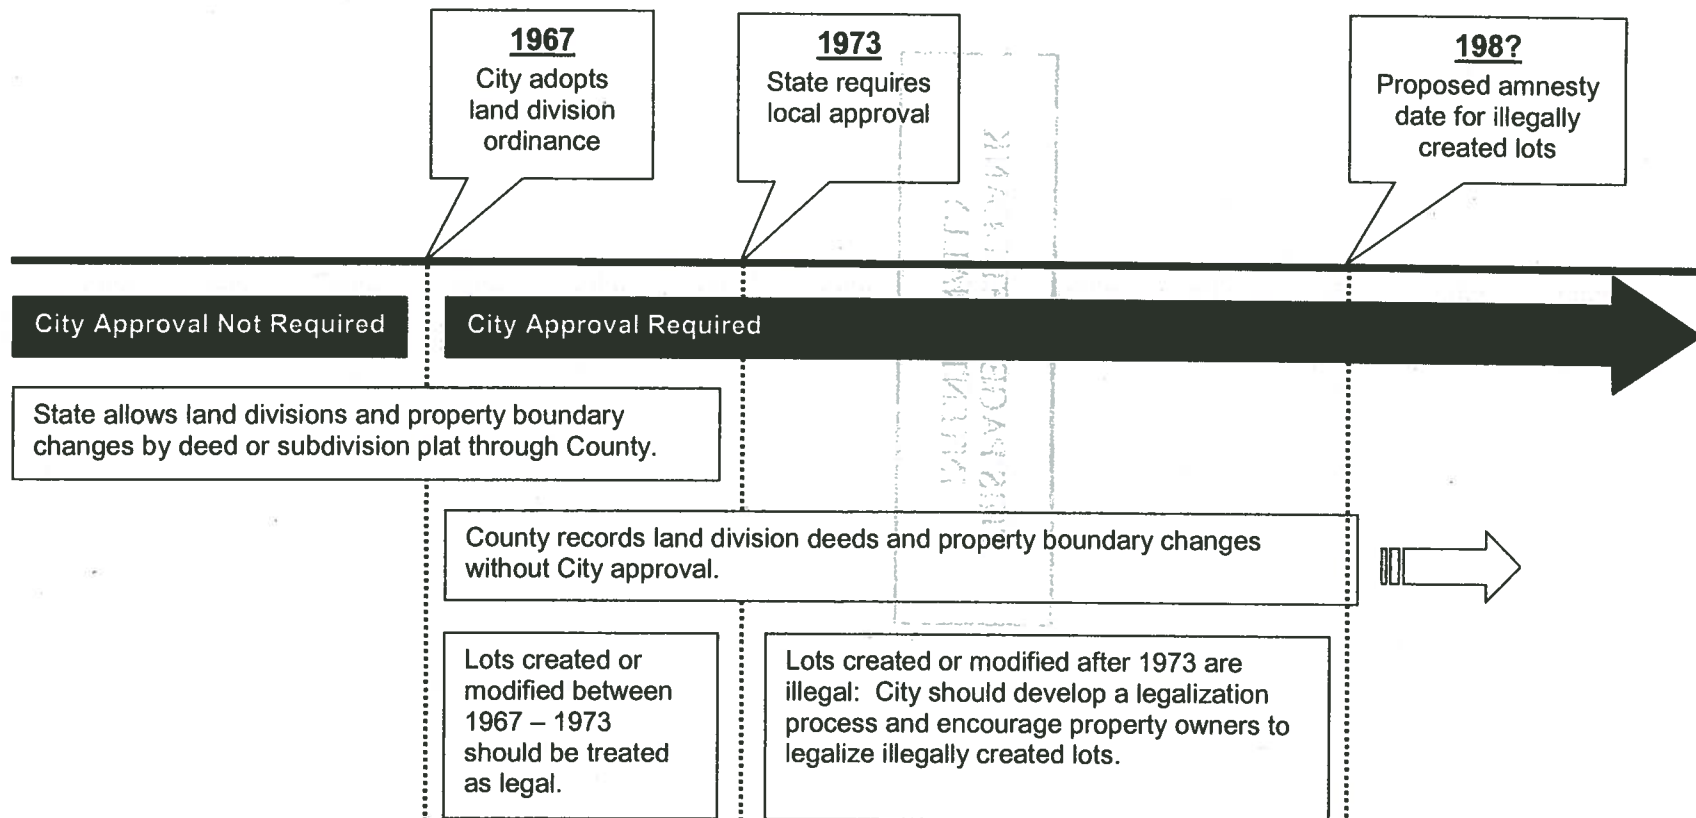 1967
City adopts
land division
ordinance
1973
State requires
local approval
198?
Proposed amnesty
date for illegally
created lots
City Approval Not Required
City Approval Required
State allows land divisions and property boundary
changes by deed or subdivision plat through County.
County records land division deeds and property boundary changes
without City approval.
Lots created or
modified between
1967 – 1973
should be treated
as legal.
Lots created or modified after 1973 are
illegal: City should develop a legalization
process and encourage property owners to
legalize illegally created lots.